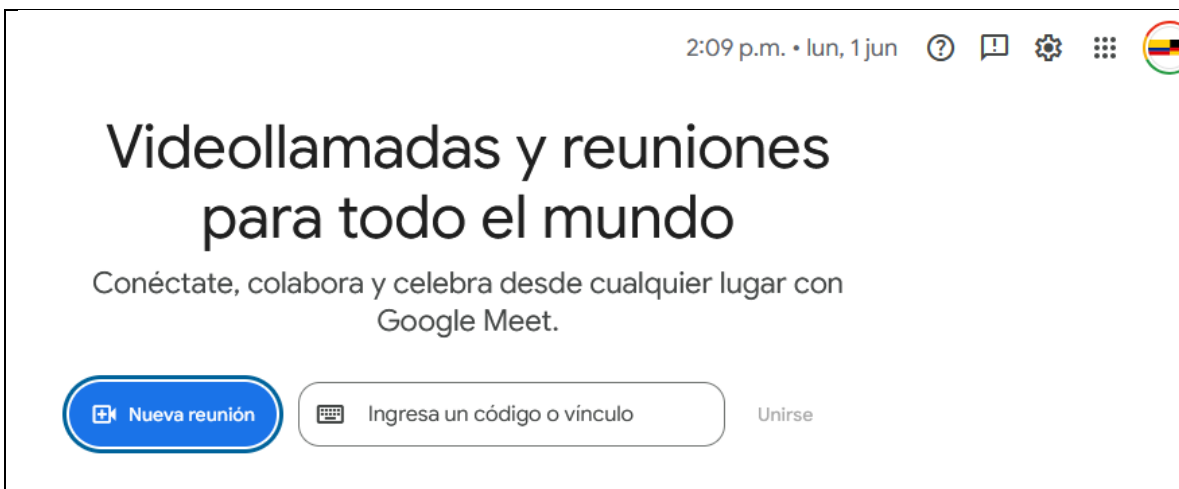 2:09 p.m. • lun, 1 jun
Videollamadas y reuniones
para todo el mundo
Conéctate, colabora y celebra desde cualquier lugar con
Google Meet.
Nueva reunión
Ingresa un código o vínculo
Unirse